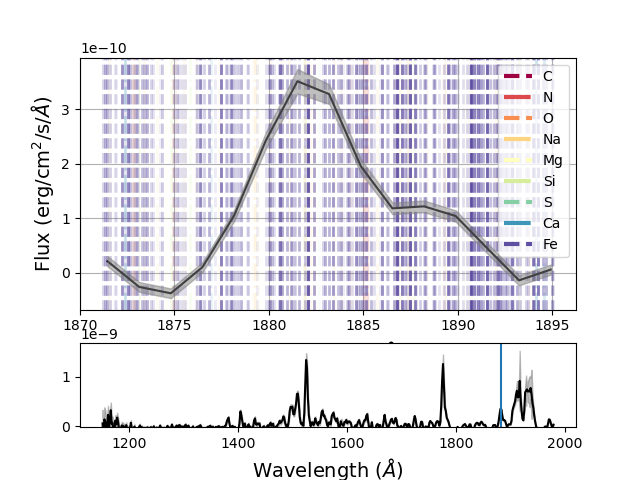 1e−10
Flux (erg/cm²/s/Å)
3
2
1
0
C
N
O
Na
Mg
Si
S
Ca
Fe
1870 1875 1880 1885 1890 1895
1e−9
1
0
1200 1400 1600 1800 2000
Wavelength (Å)